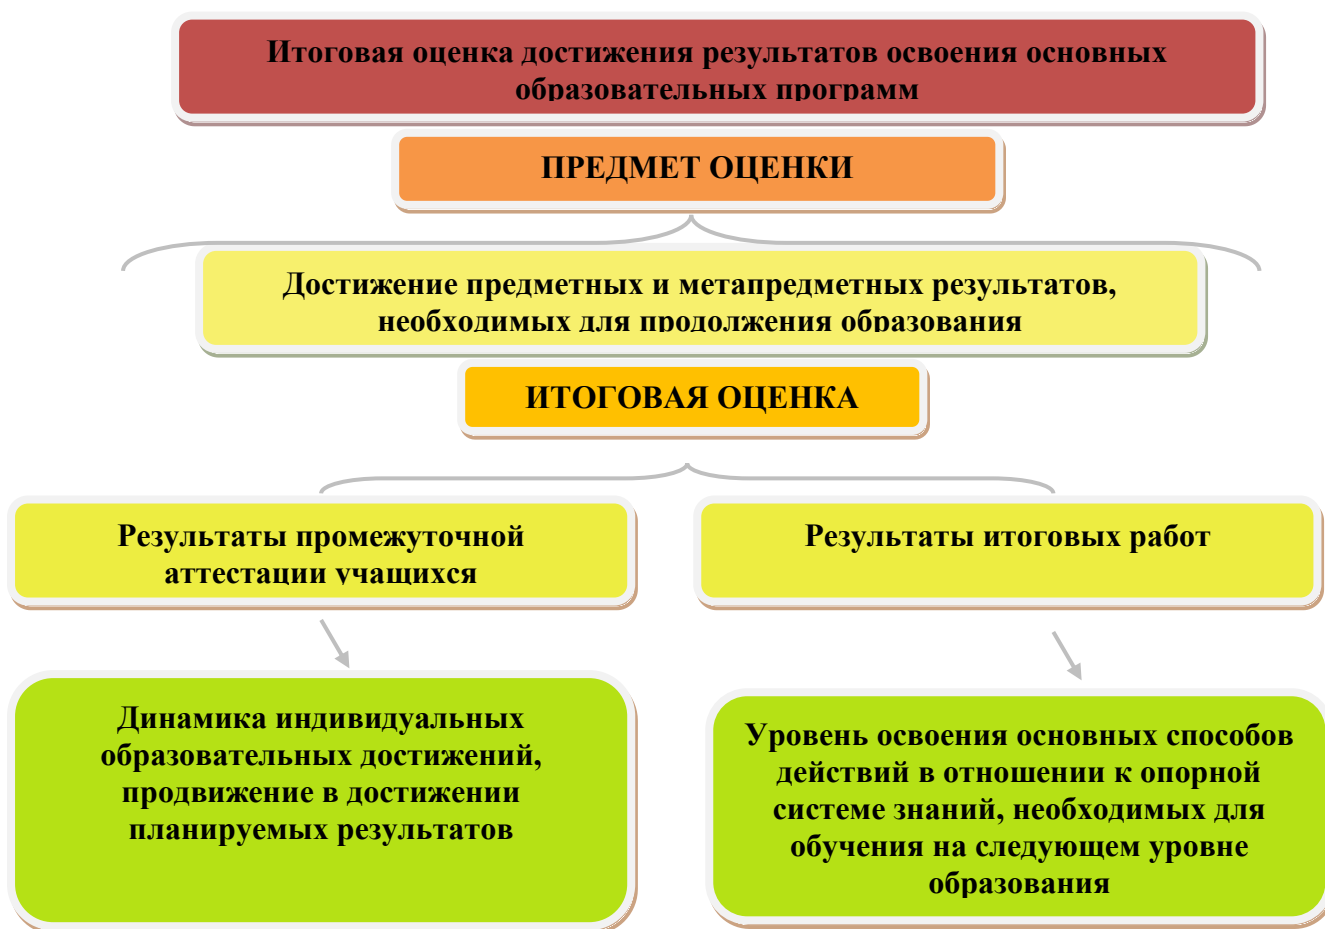 Итоговая оценка достижения результатов освоения основных
образовательных программ
ПРЕДМЕТ ОЦЕНКИ
Достижение предметных и метапредметных результатов,
необходимых для продолжения образования
ИТОГОВАЯ ОЦЕНКА
Результаты промежуточной
аттестации учащихся
Результаты итоговых работ
Динамика индивидуальных
образовательных достижений,
продвижение в достижении
планируемых результатов
Уровень освоения основных способов
действий в отношении к опорной
системе знаний, необходимых для
обучения на следующем уровне
образования